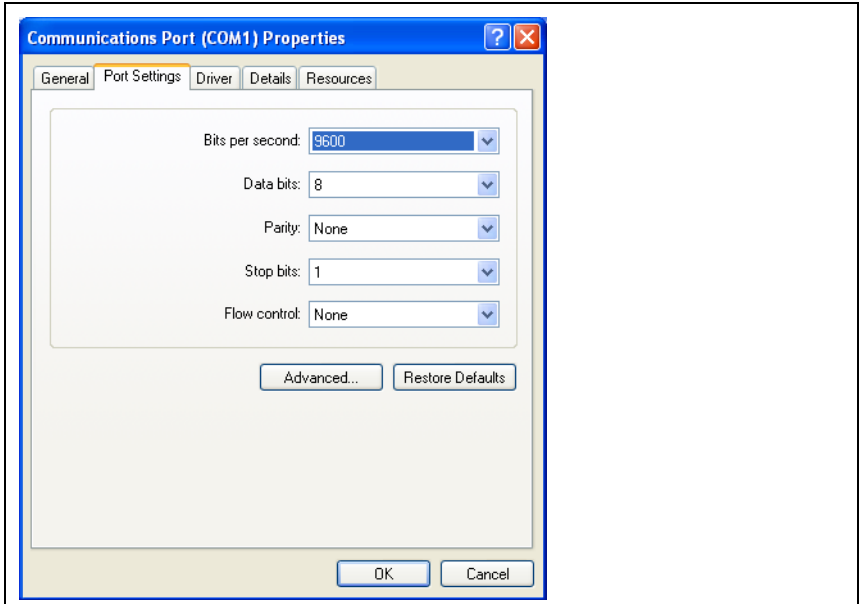 Communications Port (COM1) Properties
General Port Settings Driver Details Resources
Bits per second: 9600
Data bits: 8
Parity: None
Stop bits: 1
Flow control: None
Advanced... Restore Defaults
OK Cancel